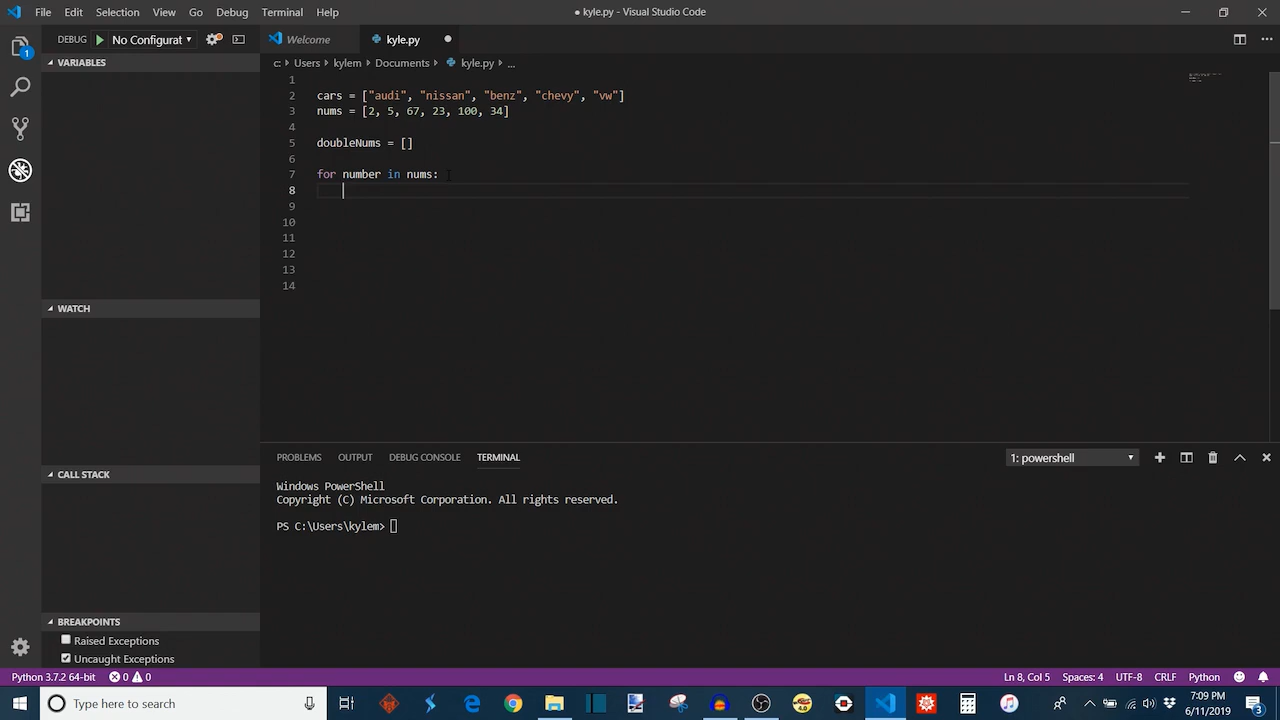 File Edit Selection View Go Debug Terminal Help
● kyle.py - Visual Studio Code
DEBUG No Configurat
Welcome
kyle.py
1
VARIABLES
c > Users > kylem > Documents > kyle.py > ...
1
2 cars = ["audi", "nissan", "benz", "chevy", "vw"]
3 nums = [2, 5, 67, 23, 100, 34]
4
5 doubleNums = []
6
7 for number in nums:
8
9
10
11
12
13
14
WATCH
CALL STACK
BREAKPOINTS
Raised Exceptions
Uncaught Exceptions
PROBLEMS OUTPUT DEBUG CONSOLE TERMINAL
1: powershell
Windows PowerShell
Copyright (C) Microsoft Corporation. All rights reserved.
PS C:\Users\kylem>
Python 3.7.2 64-bit 0 0
Ln 8, Col 5 Spaces: 4 UTF-8 CRLF Python
Type here to search
4.0
7:09 PM
6/11/2019
3